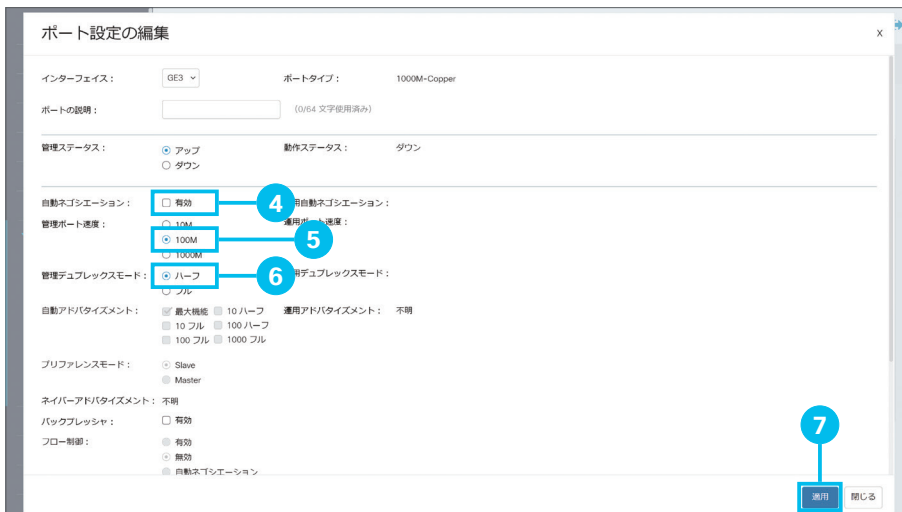 ポート設定の編集 X
インターフェイス： GE3 ポートタイプ： 1000M-Copper
ポートの説明： (0/64 文字使用済み)
管理ステータス： アップ 動作ステータス： ダウン
ダウン
自動ネゴシエーション： 有効 4 用自動ネゴシエーション：
管理ポート速度： 10M 運用ポート速度：
100M 5
1000M
管理デュプレックスモード： ハーフ 6 用デュプレックスモード：
フル
自動アドバタイズメント： 最大機能 10 ハーフ 運用アドバタイズメント： 不明
10 フル 100 ハーフ
100 フル 1000 フル
プリファレンスモード： Slave
Master
ネイバーアドバタイズメント： 不明
バックプレッシャ： 有効
フロー制御： 有効
無効
自動ネゴシエーション
7
適用 閉じる